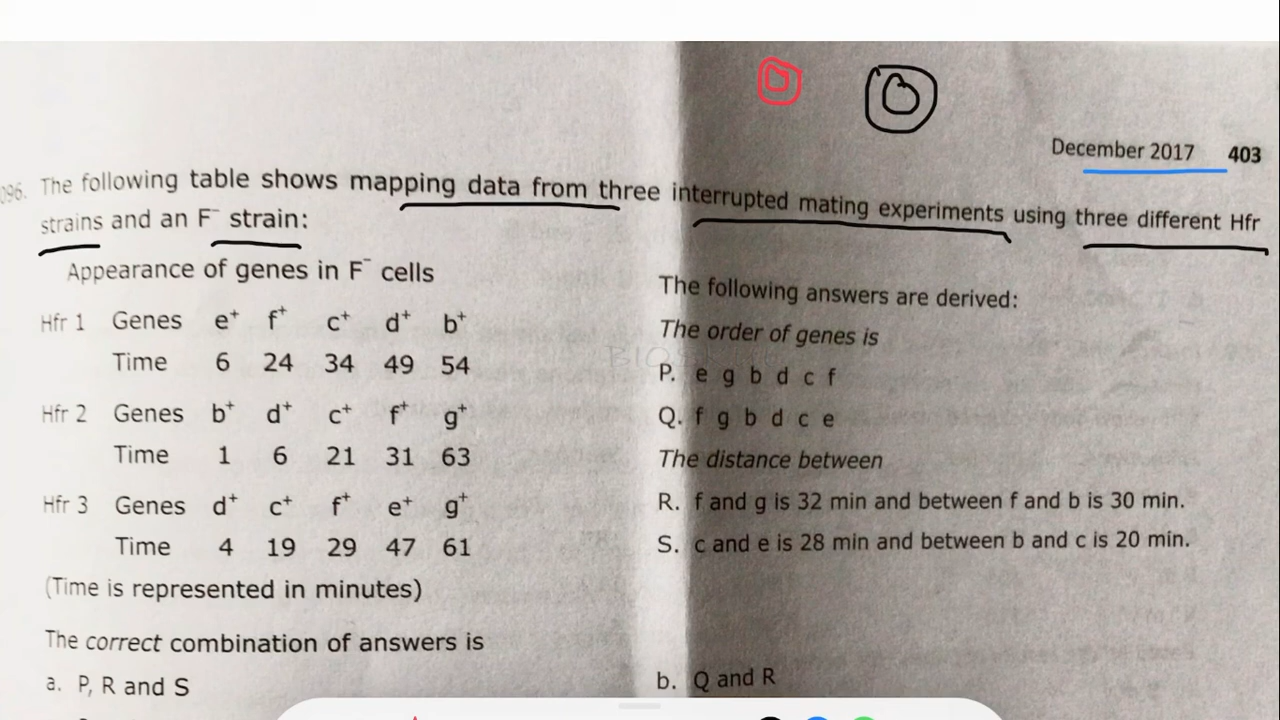 December 2017 403
The following table shows mapping data from three interrupted mating experiments using three different Hfr
strains and an F⁻ strain:
Appearance of genes in F⁻ cells
Hfr 1 Genes e⁺ f⁺ c⁺ d⁺ b⁺
Time 6 24 34 49 54
Hfr 2 Genes b⁺ d⁺ c⁺ f⁺ g⁺
Time 1 6 21 31 63
Hfr 3 Genes d⁺ c⁺ f⁺ e⁺ g⁺
Time 4 19 29 47 61
(Time is represented in minutes)
The following answers are derived:
The order of genes is
P. e g b d c f
Q. f g b d c e
The distance between
R. f and g is 32 min and between f and b is 30 min.
S. c and e is 28 min and between b and c is 20 min.
The correct combination of answers is
a. P, R and S
b. Q and R